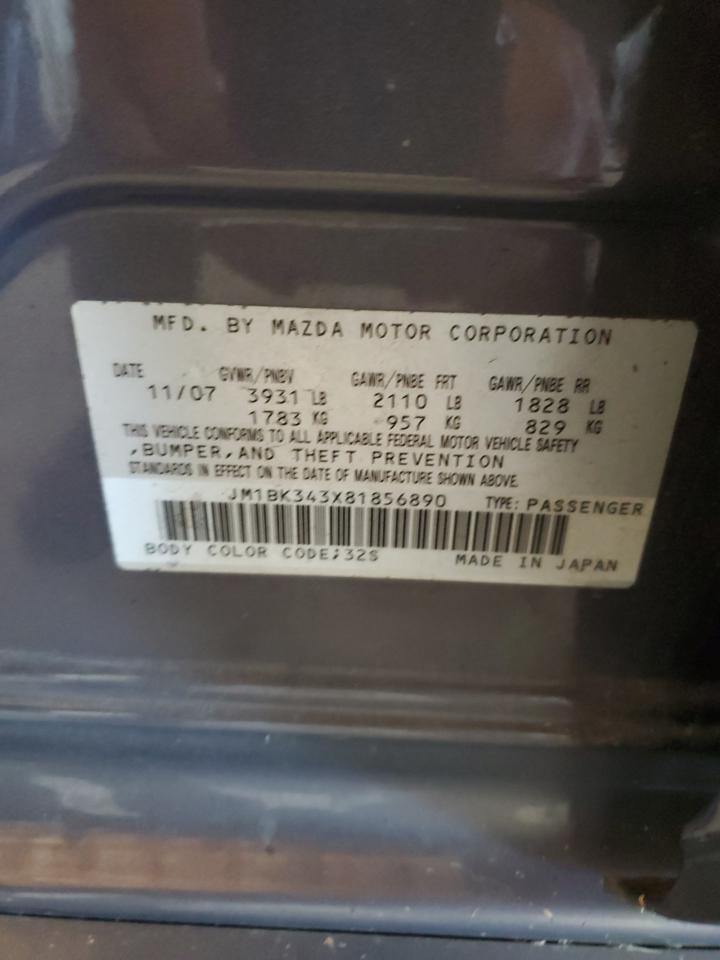 MFD. BY MAZDA MOTOR CORPORATION
DATE GVWR/PNBV GAWR/PNBE FRT GAWR/PNBE RR
11/07 3931 LB 2110 LB 1828 LB
1783 KG 957 KG 829 KG
THIS VEHICLE CONFORMS TO ALL APPLICABLE FEDERAL MOTOR VEHICLE SAFETY
,BUMPER,AND THEFT PREVENTION
STANDARDS IN EFFECT ON THE DATE OF MANUFACTURE SHOWN ABOVE.
JM1BK343X81856890 TYPE: PASSENGER
BODY COLOR CODE;32S MADE IN JAPAN